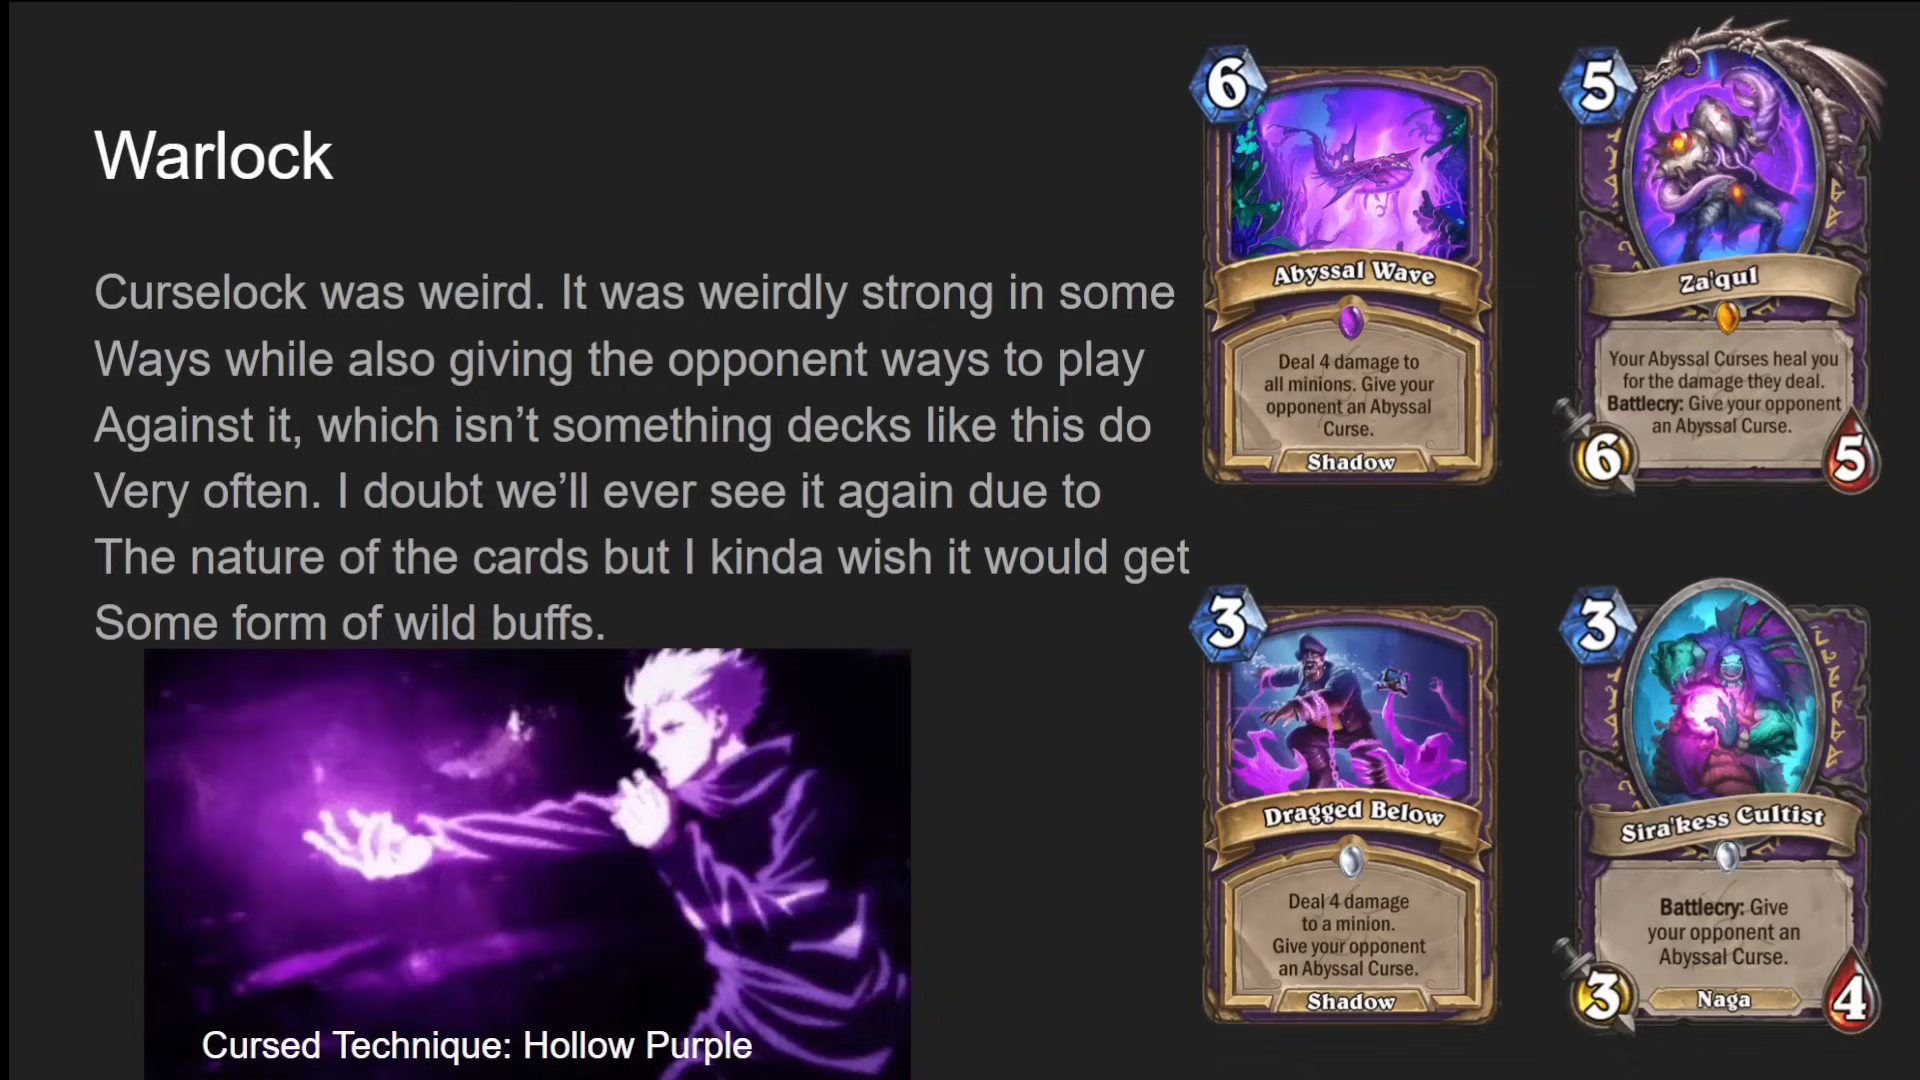 Warlock
Curselock was weird. It was weirdly strong in some
Ways while also giving the opponent ways to play
Against it, which isn’t something decks like this do
Very often. I doubt we’ll ever see it again due to
The nature of the cards but I kinda wish it would get
Some form of wild buffs.
Cursed Technique: Hollow Purple
6
Abyssal Wave
Deal 4 damage to
all minions. Give your
opponent an Abyssal
Curse.
Shadow
5
Za'qul
Your Abyssal Curses heal you
for the damage they deal.
Battlecry: Give your opponent
an Abyssal Curse.
6
5
3
Dragged Below
Deal 4 damage
to a minion.
Give your opponent
an Abyssal Curse.
Shadow
3
Sira'kess Cultist
Battlecry: Give
your opponent an
Abyssal Curse.
3
Naga
4